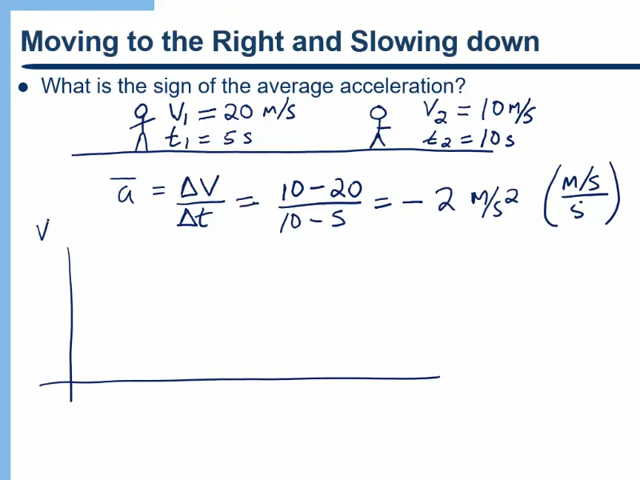 Moving to the Right and Slowing down
What is the sign of the average acceleration?
V₁ = 20 m/s V₂ = 10 m/s
t₁ = 5 s t₂ = 10 s
a̅ = ΔV/Δt = (10 - 20)/(10 - 5) = - 2 m/s² (m/s / s)
V